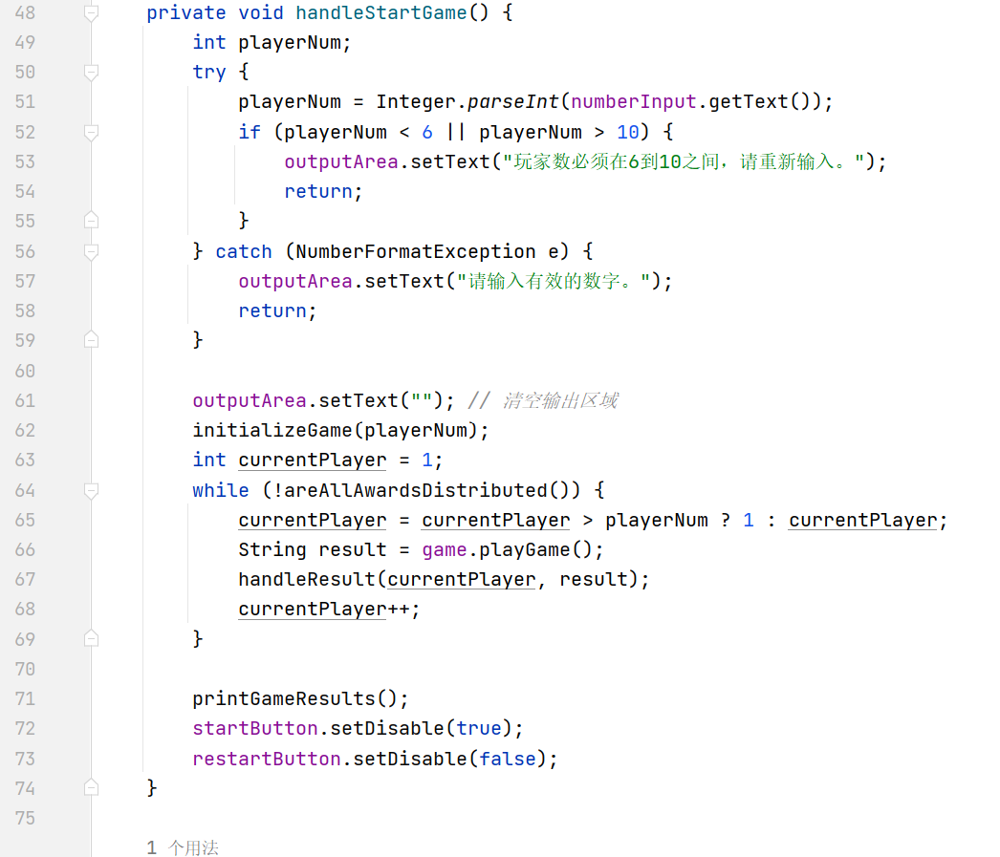 48 private void handleStartGame() {
49 int playerNum;
50 try {
51 playerNum = Integer.parseInt(numberInput.getText());
52 if (playerNum < 6 || playerNum > 10) {
53 outputArea.setText("玩家数必须在6到10之间，请重新输入。");
54 return;
55 }
56 } catch (NumberFormatException e) {
57 outputArea.setText("请输入有效的数字。");
58 return;
59 }
60
61 outputArea.setText(""); // 清空输出区域
62 initializeGame(playerNum);
63 int currentPlayer = 1;
64 while (!areAllAwardsDistributed()) {
65 currentPlayer = currentPlayer > playerNum ? 1 : currentPlayer;
66 String result = game.playGame();
67 handleResult(currentPlayer, result);
68 currentPlayer++;
69 }
70
71 printGameResults();
72 startButton.setDisable(true);
73 restartButton.setDisable(false);
74 }
75
1 个用法